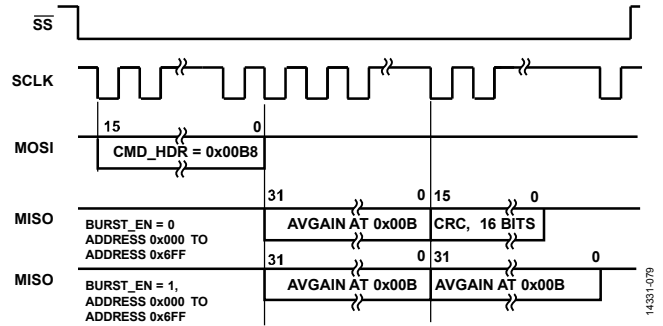 SS
SCLK
15 0
MOSI CMD_HDR = 0x00B8
31 0 15 0
MISO BURST_EN = 0 AVGAIN AT 0x00B CRC, 16 BITS
ADDRESS 0x000 TO
ADDRESS 0x6FF
31 0 31 0
MISO BURST_EN = 1, AVGAIN AT 0x00B AVGAIN AT 0x00B
ADDRESS 0x000 TO
ADDRESS 0x6FF
14331-079